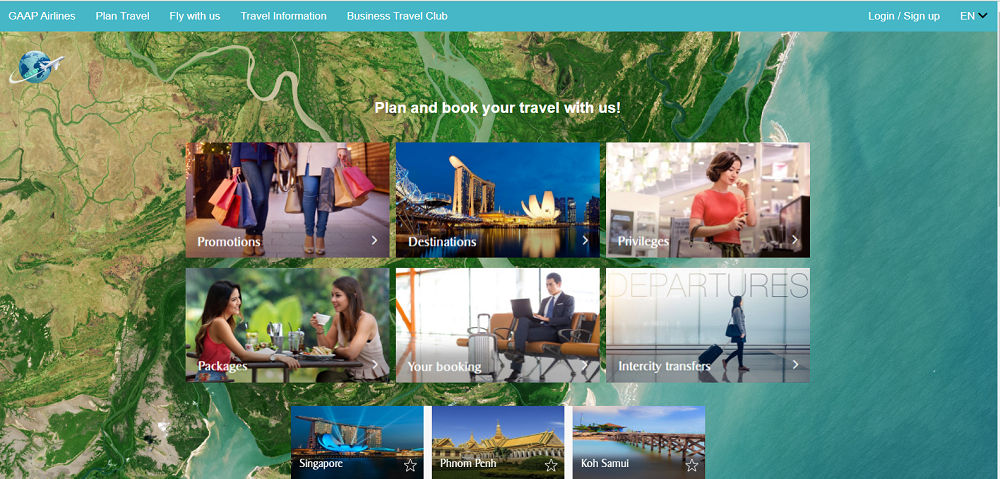 GAAP Airlines Plan Travel Fly with us Travel Information Business Travel Club Login / Sign up EN
Plan and book your travel with us!
Promotions Destinations Privileges
DEPARTURES
Packages Your booking Intercity transfers
Singapore Phnom Penh Koh Samui